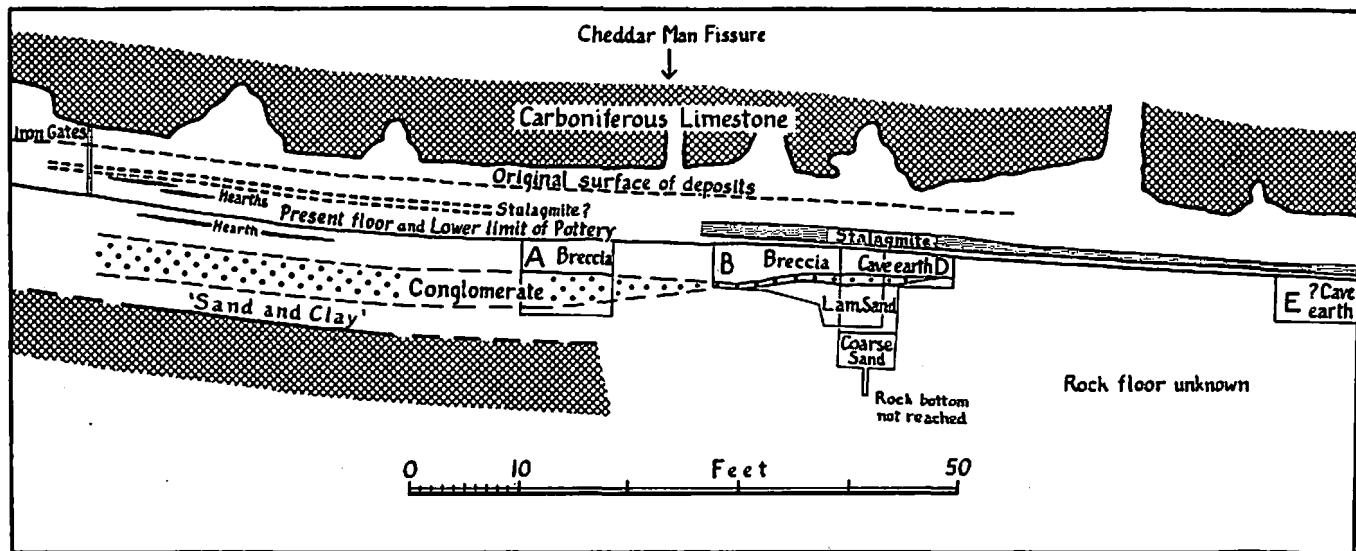 Cheddar Man Fissure
Carboniferous Limestone
Iron Gates
Original surface of deposits
Hearths
Stalagmite?
Present floor and Lower limit of Pottery
Hearth
Stalagmite
A Breccia
B Breccia
Cave earth D
Conglomerate
Lam. Sand
E ? Cave
earth
'Sand and Clay'
Coarse
Sand
Rock floor unknown
Rock bottom
not reached
0 10 Feet 50